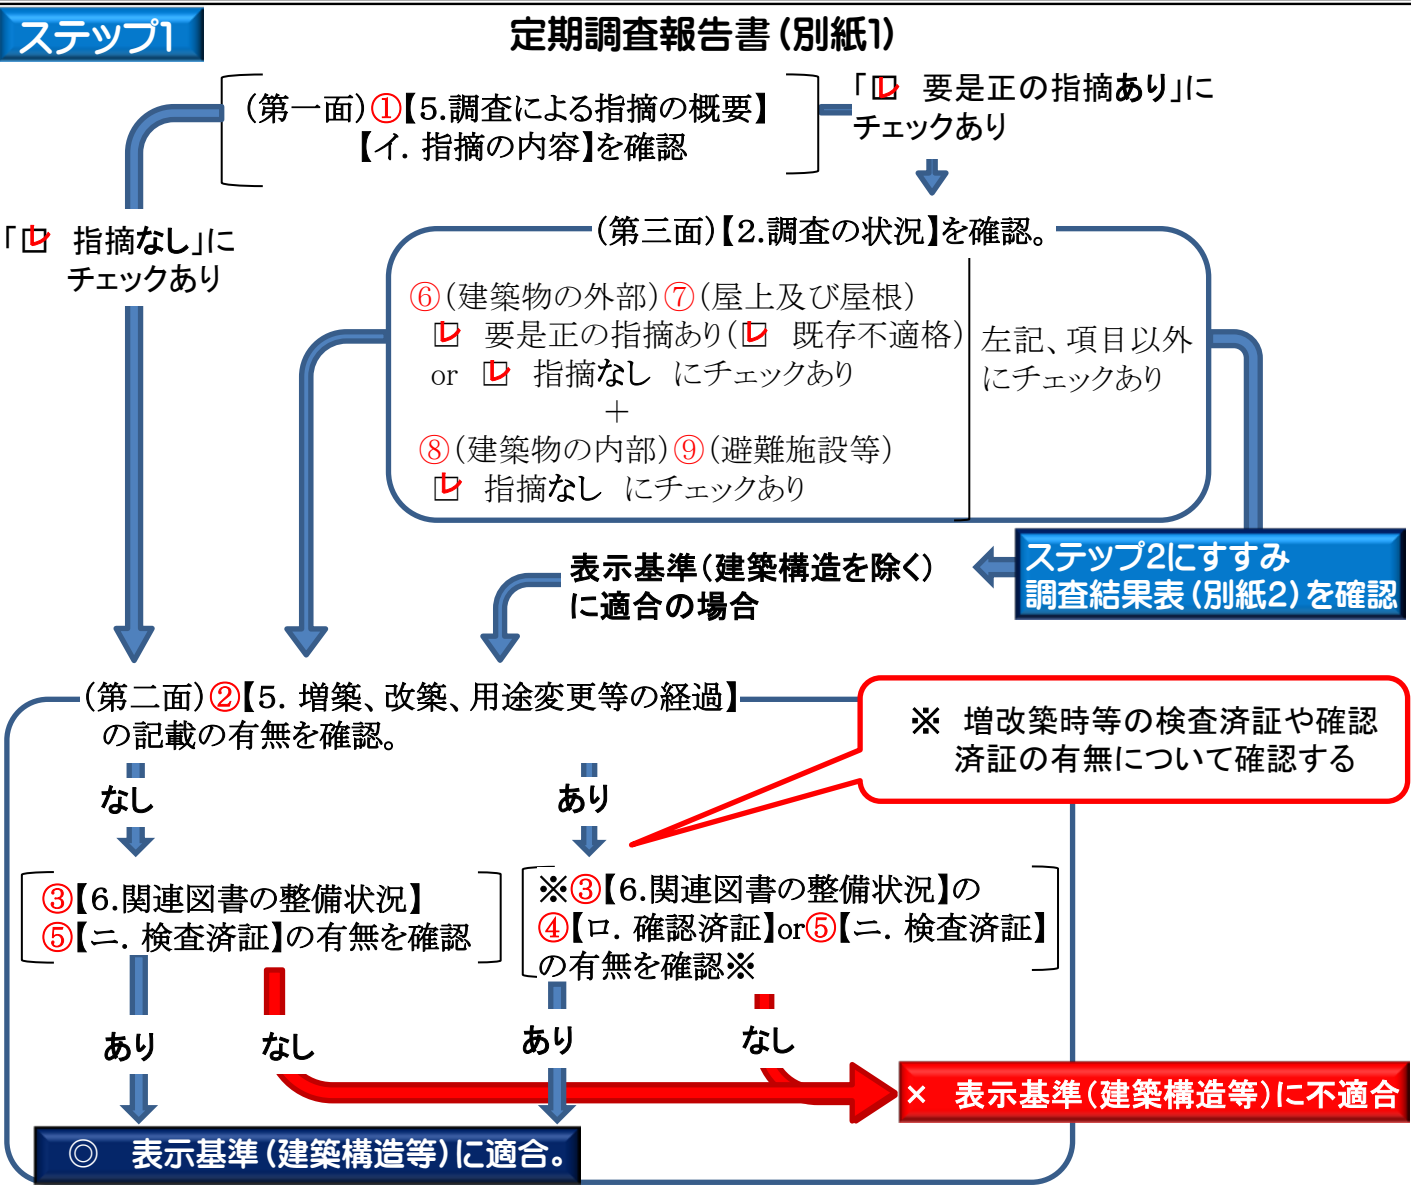 ステップ1
定期調査報告書(別紙1)
(第一面)①【5.調査による指摘の概要】
【イ. 指摘の内容】を確認
「☑ 要是正の指摘あり」に
チェックあり
「☑ 指摘なし」に
チェックあり
(第三面)【2.調査の状況】を確認。
⑥(建築物の外部)⑦(屋上及び屋根)
☑ 要是正の指摘あり(☑ 既存不適格)
or ☑ 指摘なし にチェックあり
+
⑧(建築物の内部)⑨(避難施設等)
☑ 指摘なし にチェックあり
左記、項目以外
にチェックあり
ステップ2にすすみ
調査結果表(別紙2)を確認
表示基準(建築構造を除く)
に適合の場合
(第二面)②【5. 増築、改築、用途変更等の経過】
の記載の有無を確認。
※ 増改築時等の検査済証や確認
済証の有無について確認する
なし
あり
③【6.関連図書の整備状況】
⑤【ニ. 検査済証】の有無を確認
※③【6.関連図書の整備状況】の
④【ロ. 確認済証】or⑤【ニ. 検査済証】
の有無を確認※
あり
なし
あり
なし
× 表示基準(建築構造等)に不適合
◎ 表示基準(建築構造等)に適合。